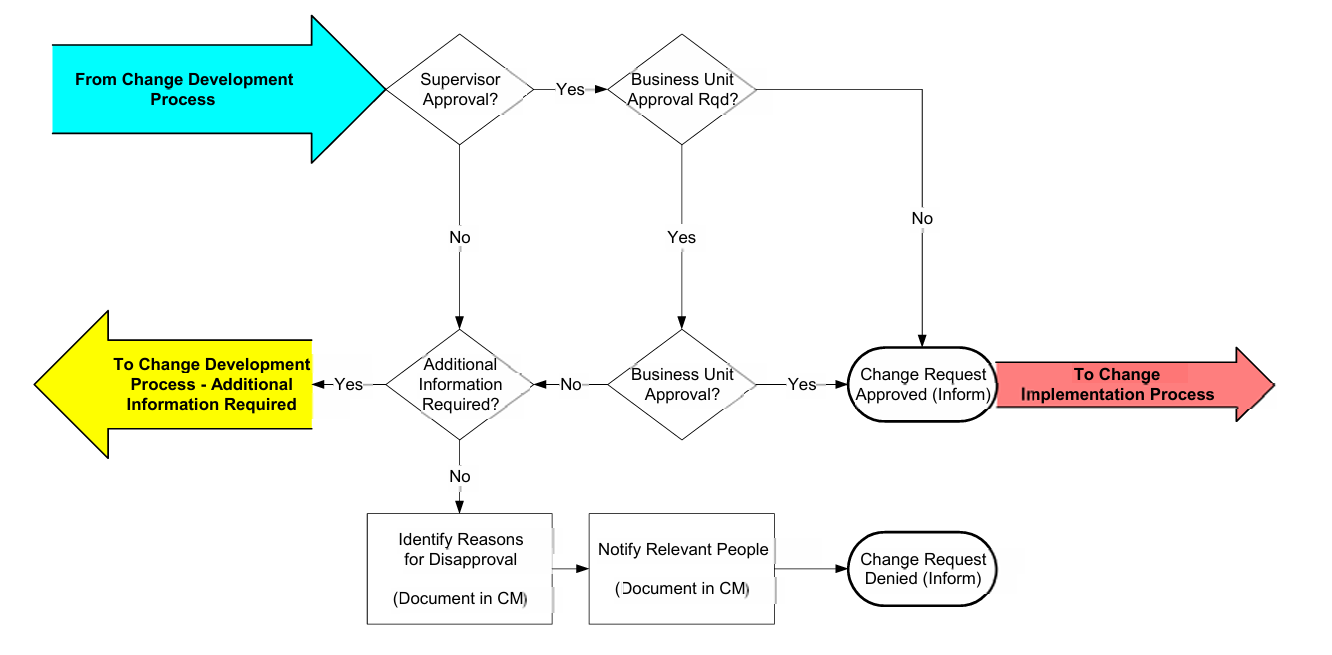 From Change Development
Process
Supervisor
Approval?
Yes
Business Unit
Approval Rqd?
No
Yes
No
To Change Development
Process - Additional
Information Required
Yes
Additional
Information
Required?
No
Business Unit
Approval?
Yes
Change Request
Approved (Inform)
To Change
Implementation Process
No
Identify Reasons
for Disapproval
(Document in CM)
Notify Relevant People
(Document in CM)
Change Request
Denied (Inform)